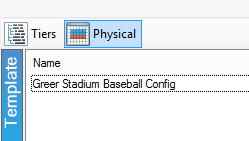 Tiers Physical
Template
Name
Greer Stadium Baseball Config